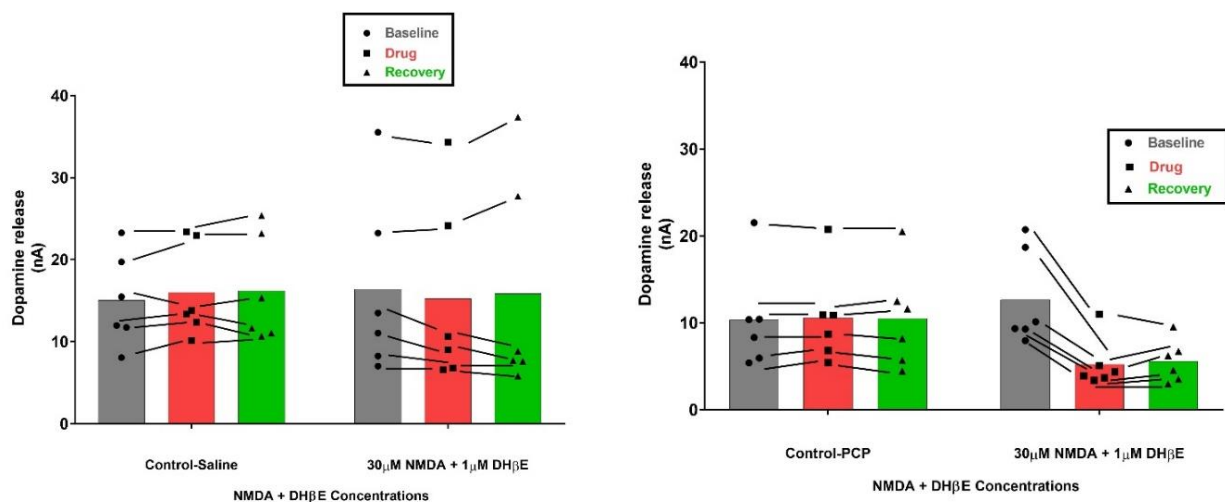 Baseline
Drug
Recovery
Dopamine release
(nA)
40
30
20
10
0
Control-Saline
30μM NMDA + 1μM DHβE
NMDA + DHβE Concentrations
Baseline
Drug
Recovery
Dopamine release
(nA)
40
30
20
10
0
Control-PCP
30μM NMDA + 1μM DHβE
NMDA + DHβE Concentrations